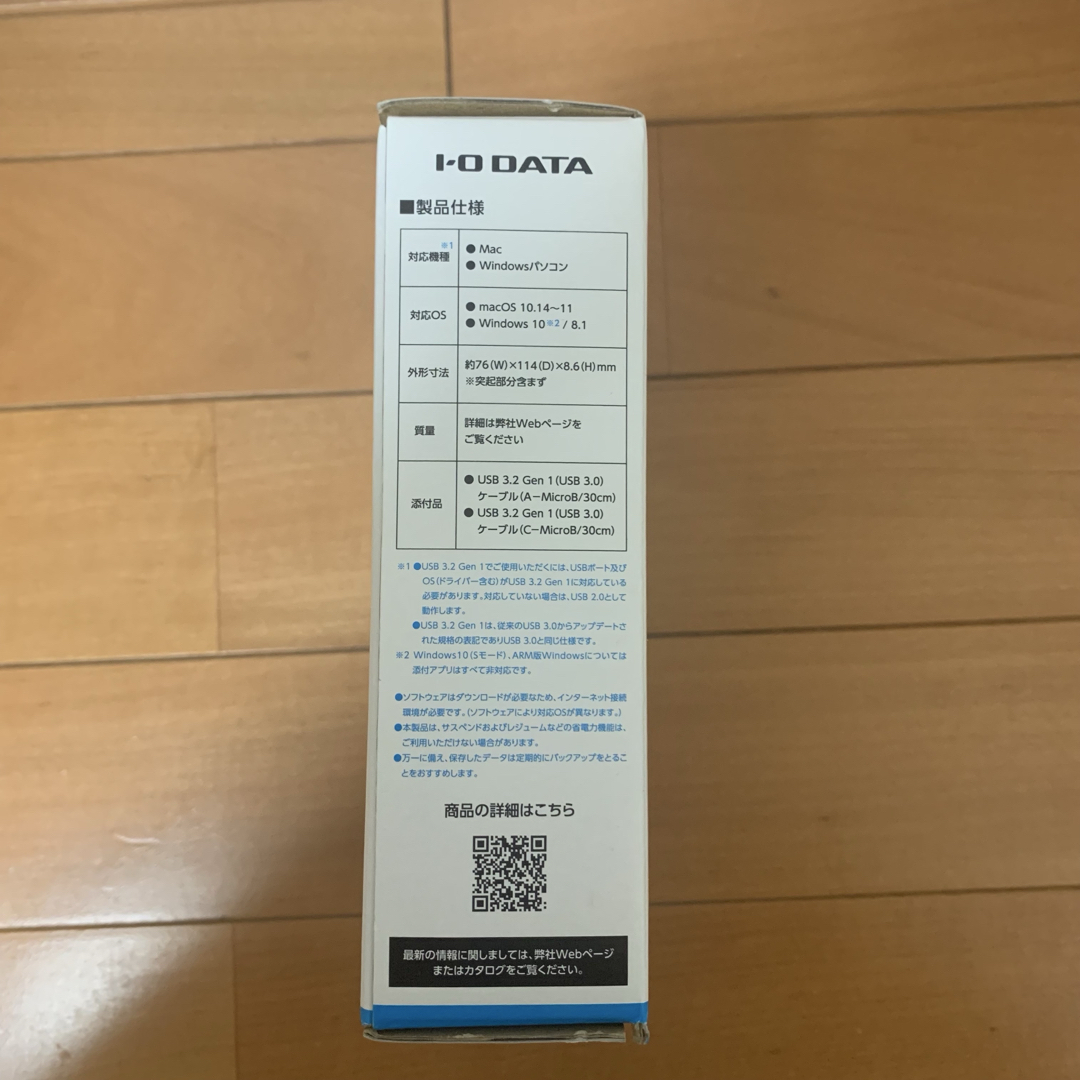 I-O DATA
■製品仕様
対応機種※1
● Mac
● Windowsパソコン
対応OS
● macOS 10.14〜11
● Windows 10※2 / 8.1
外形寸法
約76(W)×114(D)×8.6(H)mm
※突起部分含まず
質量
詳細は弊社Webページを
ご覧ください
添付品
● USB 3.2 Gen 1(USB 3.0)
ケーブル(A−MicroB/30cm)
● USB 3.2 Gen 1(USB 3.0)
ケーブル(C−MicroB/30cm)
※1 ●USB 3.2 Gen 1でご使用いただくには、USBポート及び
OS(ドライバー含む)がUSB 3.2 Gen 1に対応している
必要があります。対応していない場合は、USB 2.0として
動作します。
●USB 3.2 Gen 1は、従来のUSB 3.0からアップデートさ
れた規格の表記でありUSB 3.0と同じ仕様です。
※2 Windows10(Sモード)、ARM版Windowsについては
添付アプリはすべて非対応です。
●ソフトウェアはダウンロードが必要なため、インターネット接続
環境が必要です。(ソフトウェアにより対応OSが異なります。)
●本製品は、サスペンドおよびレジュームなどの省電力機能は、
ご利用いただけない場合があります。
●万一に備え、保存したデータは定期的にバックアップをとるこ
とをおすすめします。
商品の詳細はこちら
最新の情報に関しましては、弊社Webページ
またはカタログをご覧ください。